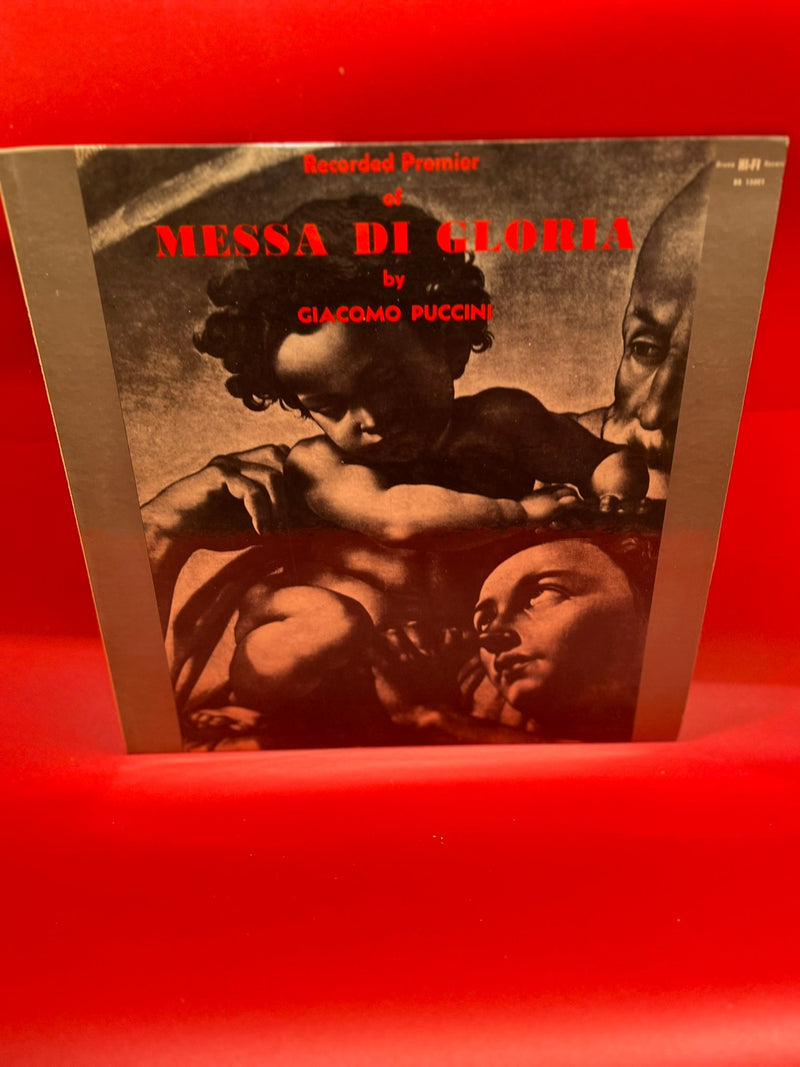 Recorded Premier
of
MESSA DI GLORIA
by
GIACOMO PUCCINI
HI-FI